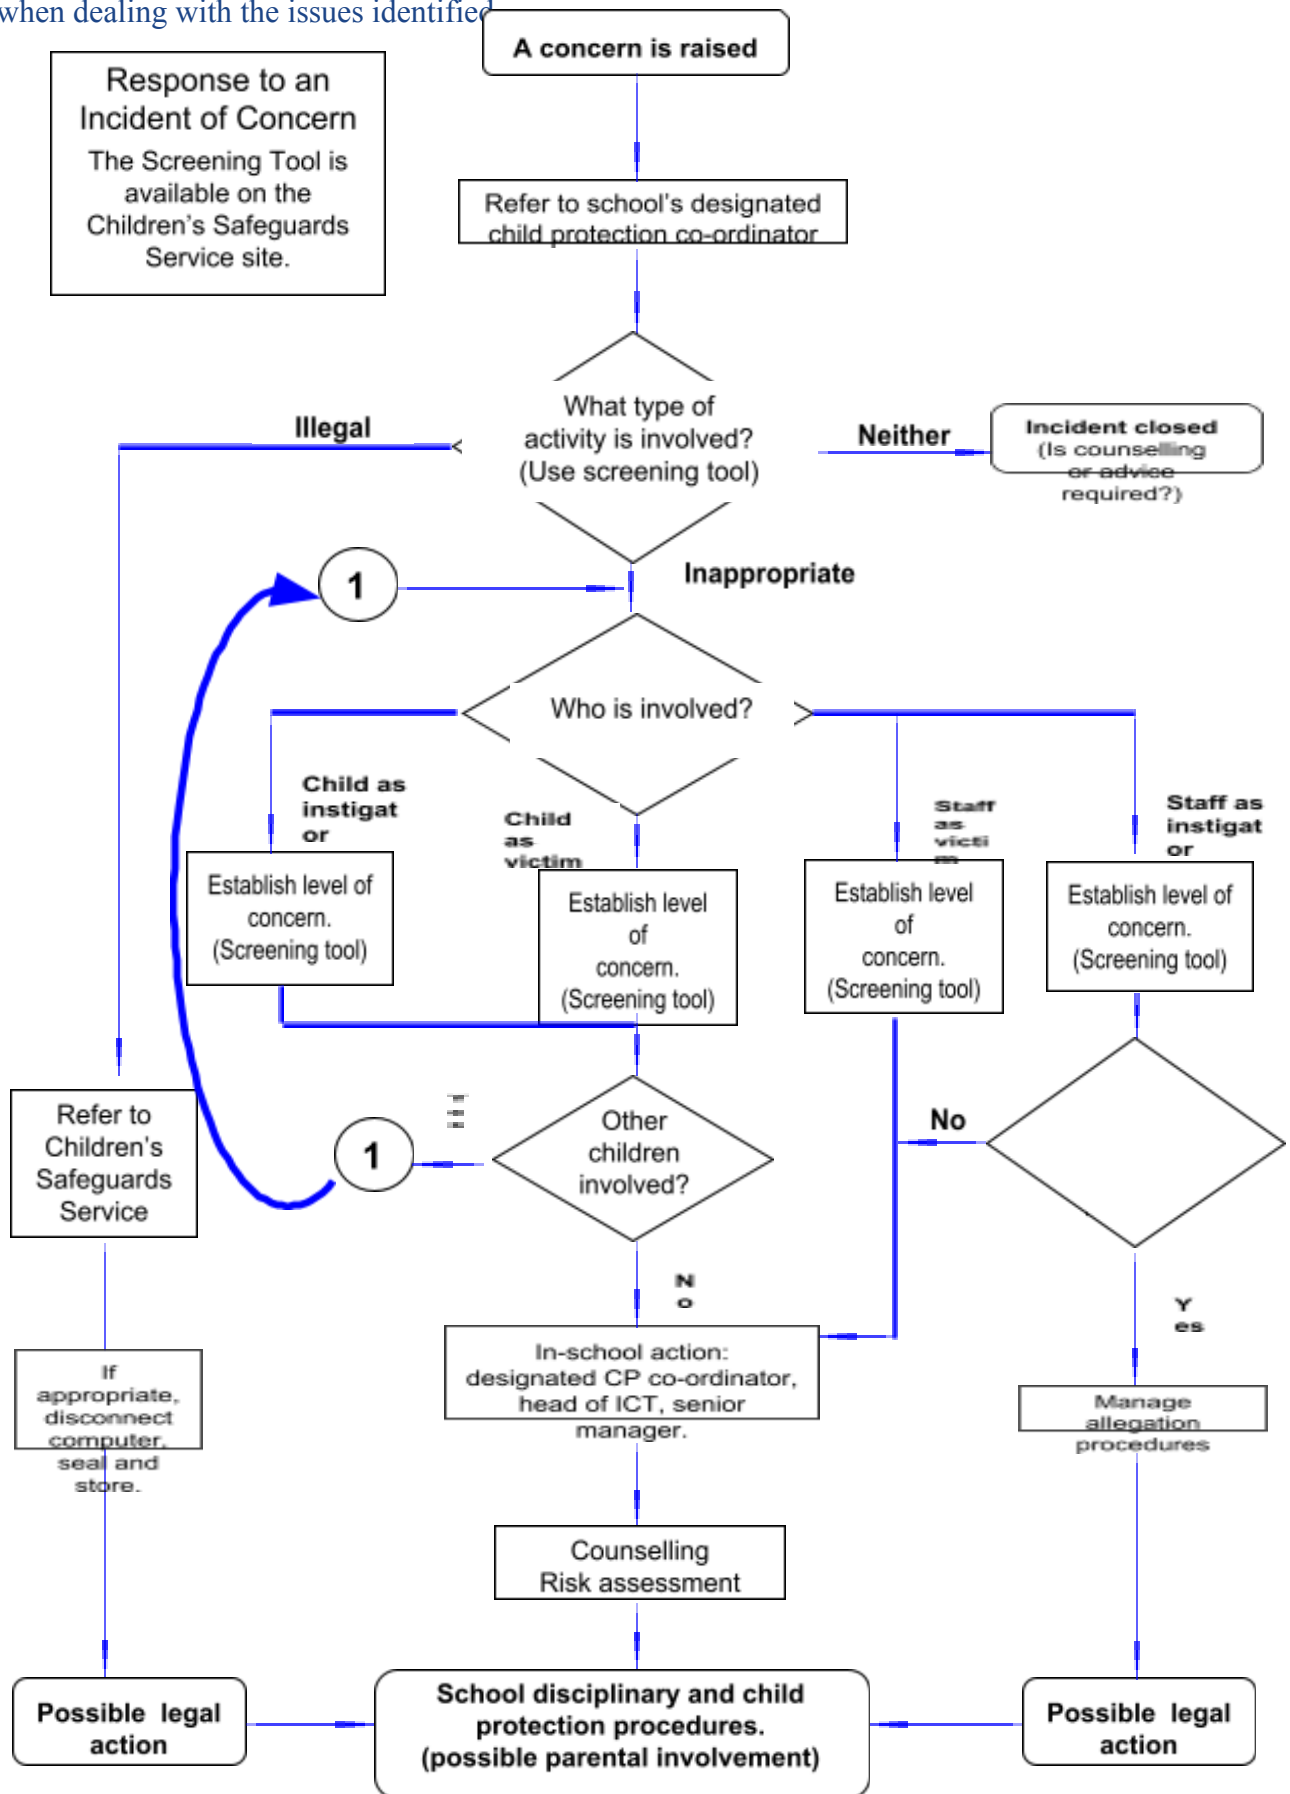 when dealing with the issues identified
A concern is raised
Response to an
Incident of Concern
The Screening Tool is
available on the
Children's Safeguards
Service site.
Refer to school's designated
child protection co-ordinator
What type of
activity is involved?
(Use screening tool)
Illegal
Neither
Incident closed
(Is counselling
or advice
required?)
1
Inappropriate
Who is involved?
Child as
instigat
or
Child
as
victim
Staff
as
victi
m
Staff as
instigat
or
Establish level of
concern.
(Screening tool)
Establish level
of
concern.
(Screening tool)
Establish level
of
concern.
(Screening tool)
Establish level of
concern.
(Screening tool)
Refer to
Children's
Safeguards
Service
1
Other
children
involved?
No
N
o
Y
es
If
appropriate,
disconnect
computer,
seal and
store.
In-school action:
designated CP co-ordinator,
head of ICT, senior
manager.
Manage
allegation
procedures
Counselling
Risk assessment
Possible legal
action
School disciplinary and child
protection procedures.
(possible parental involvement)
Possible legal
action